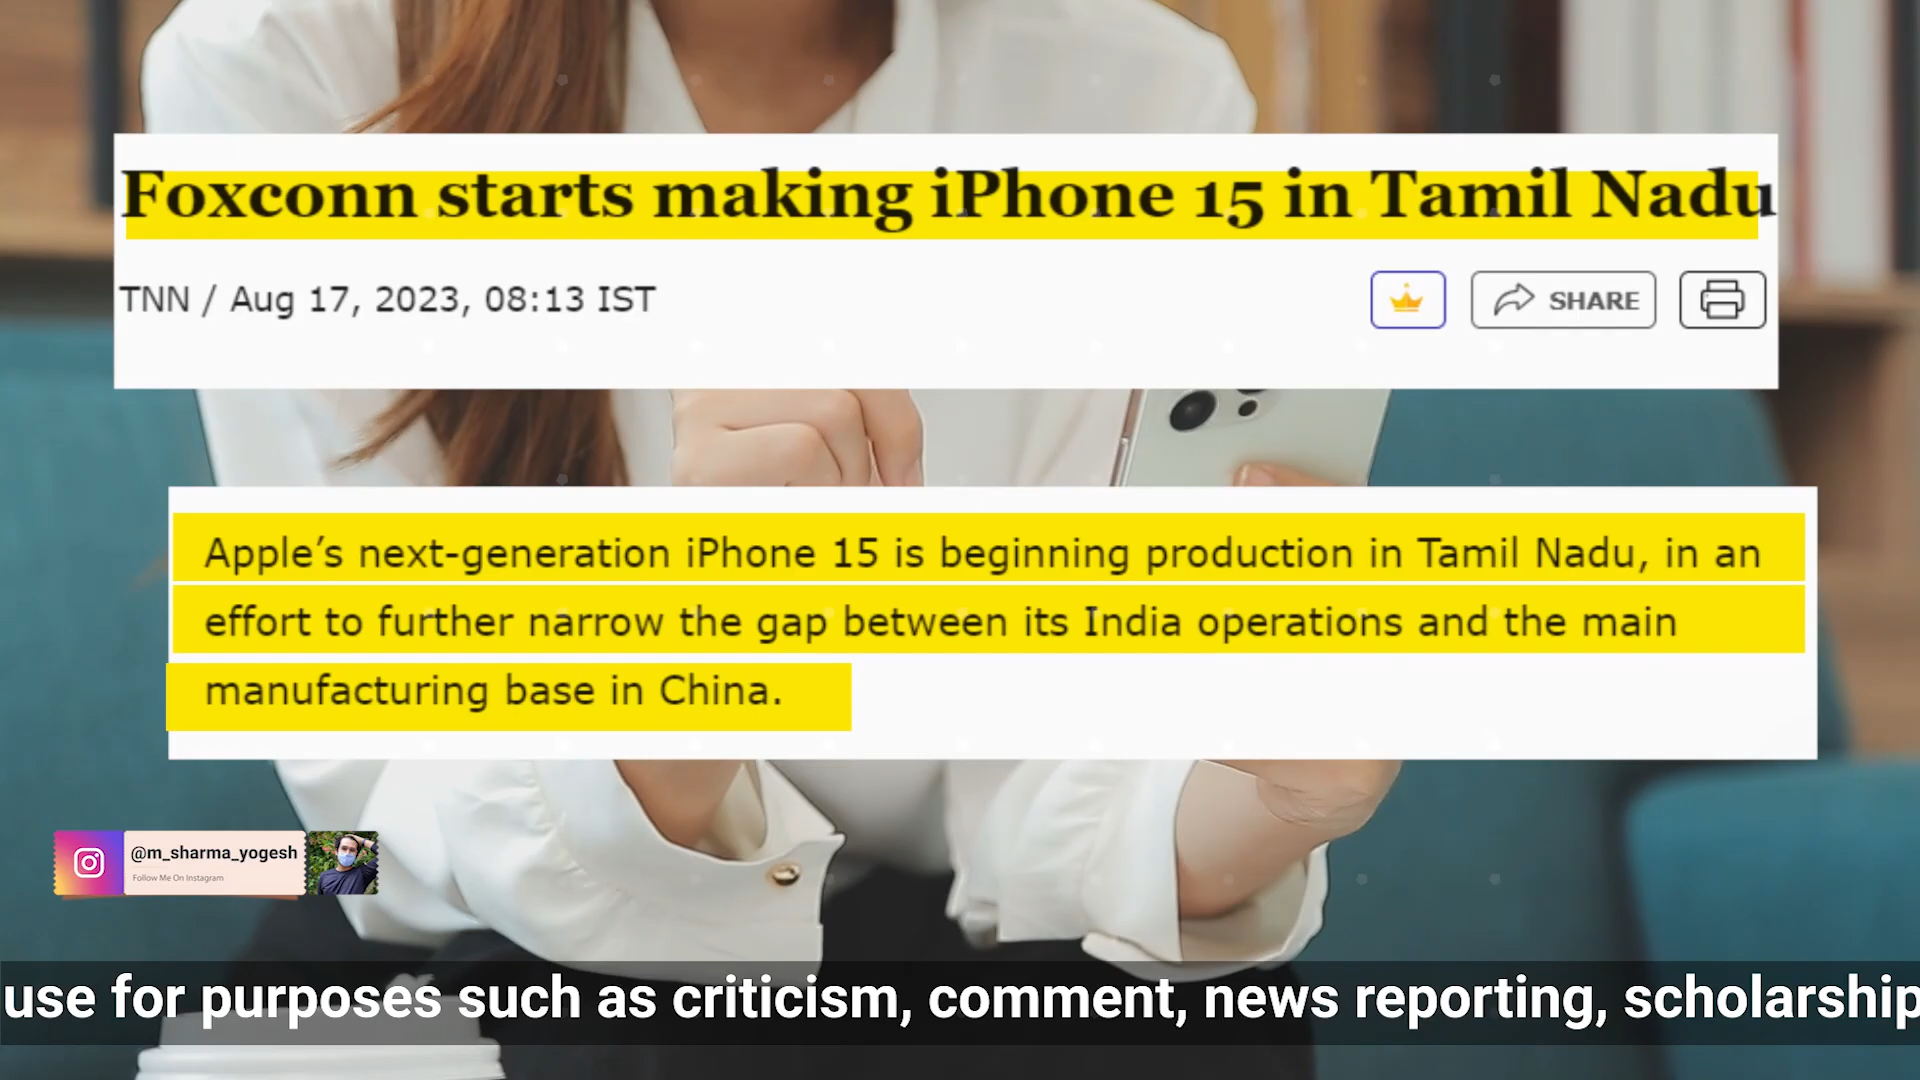 Foxconn starts making iPhone 15 in Tamil Nadu
TNN / Aug 17, 2023, 08:13 IST
SHARE
Apple’s next-generation iPhone 15 is beginning production in Tamil Nadu, in an
effort to further narrow the gap between its India operations and the main
manufacturing base in China.
@m_sharma_yogesh
Follow Me On Instagram
use for purposes such as criticism, comment, news reporting, scholarship